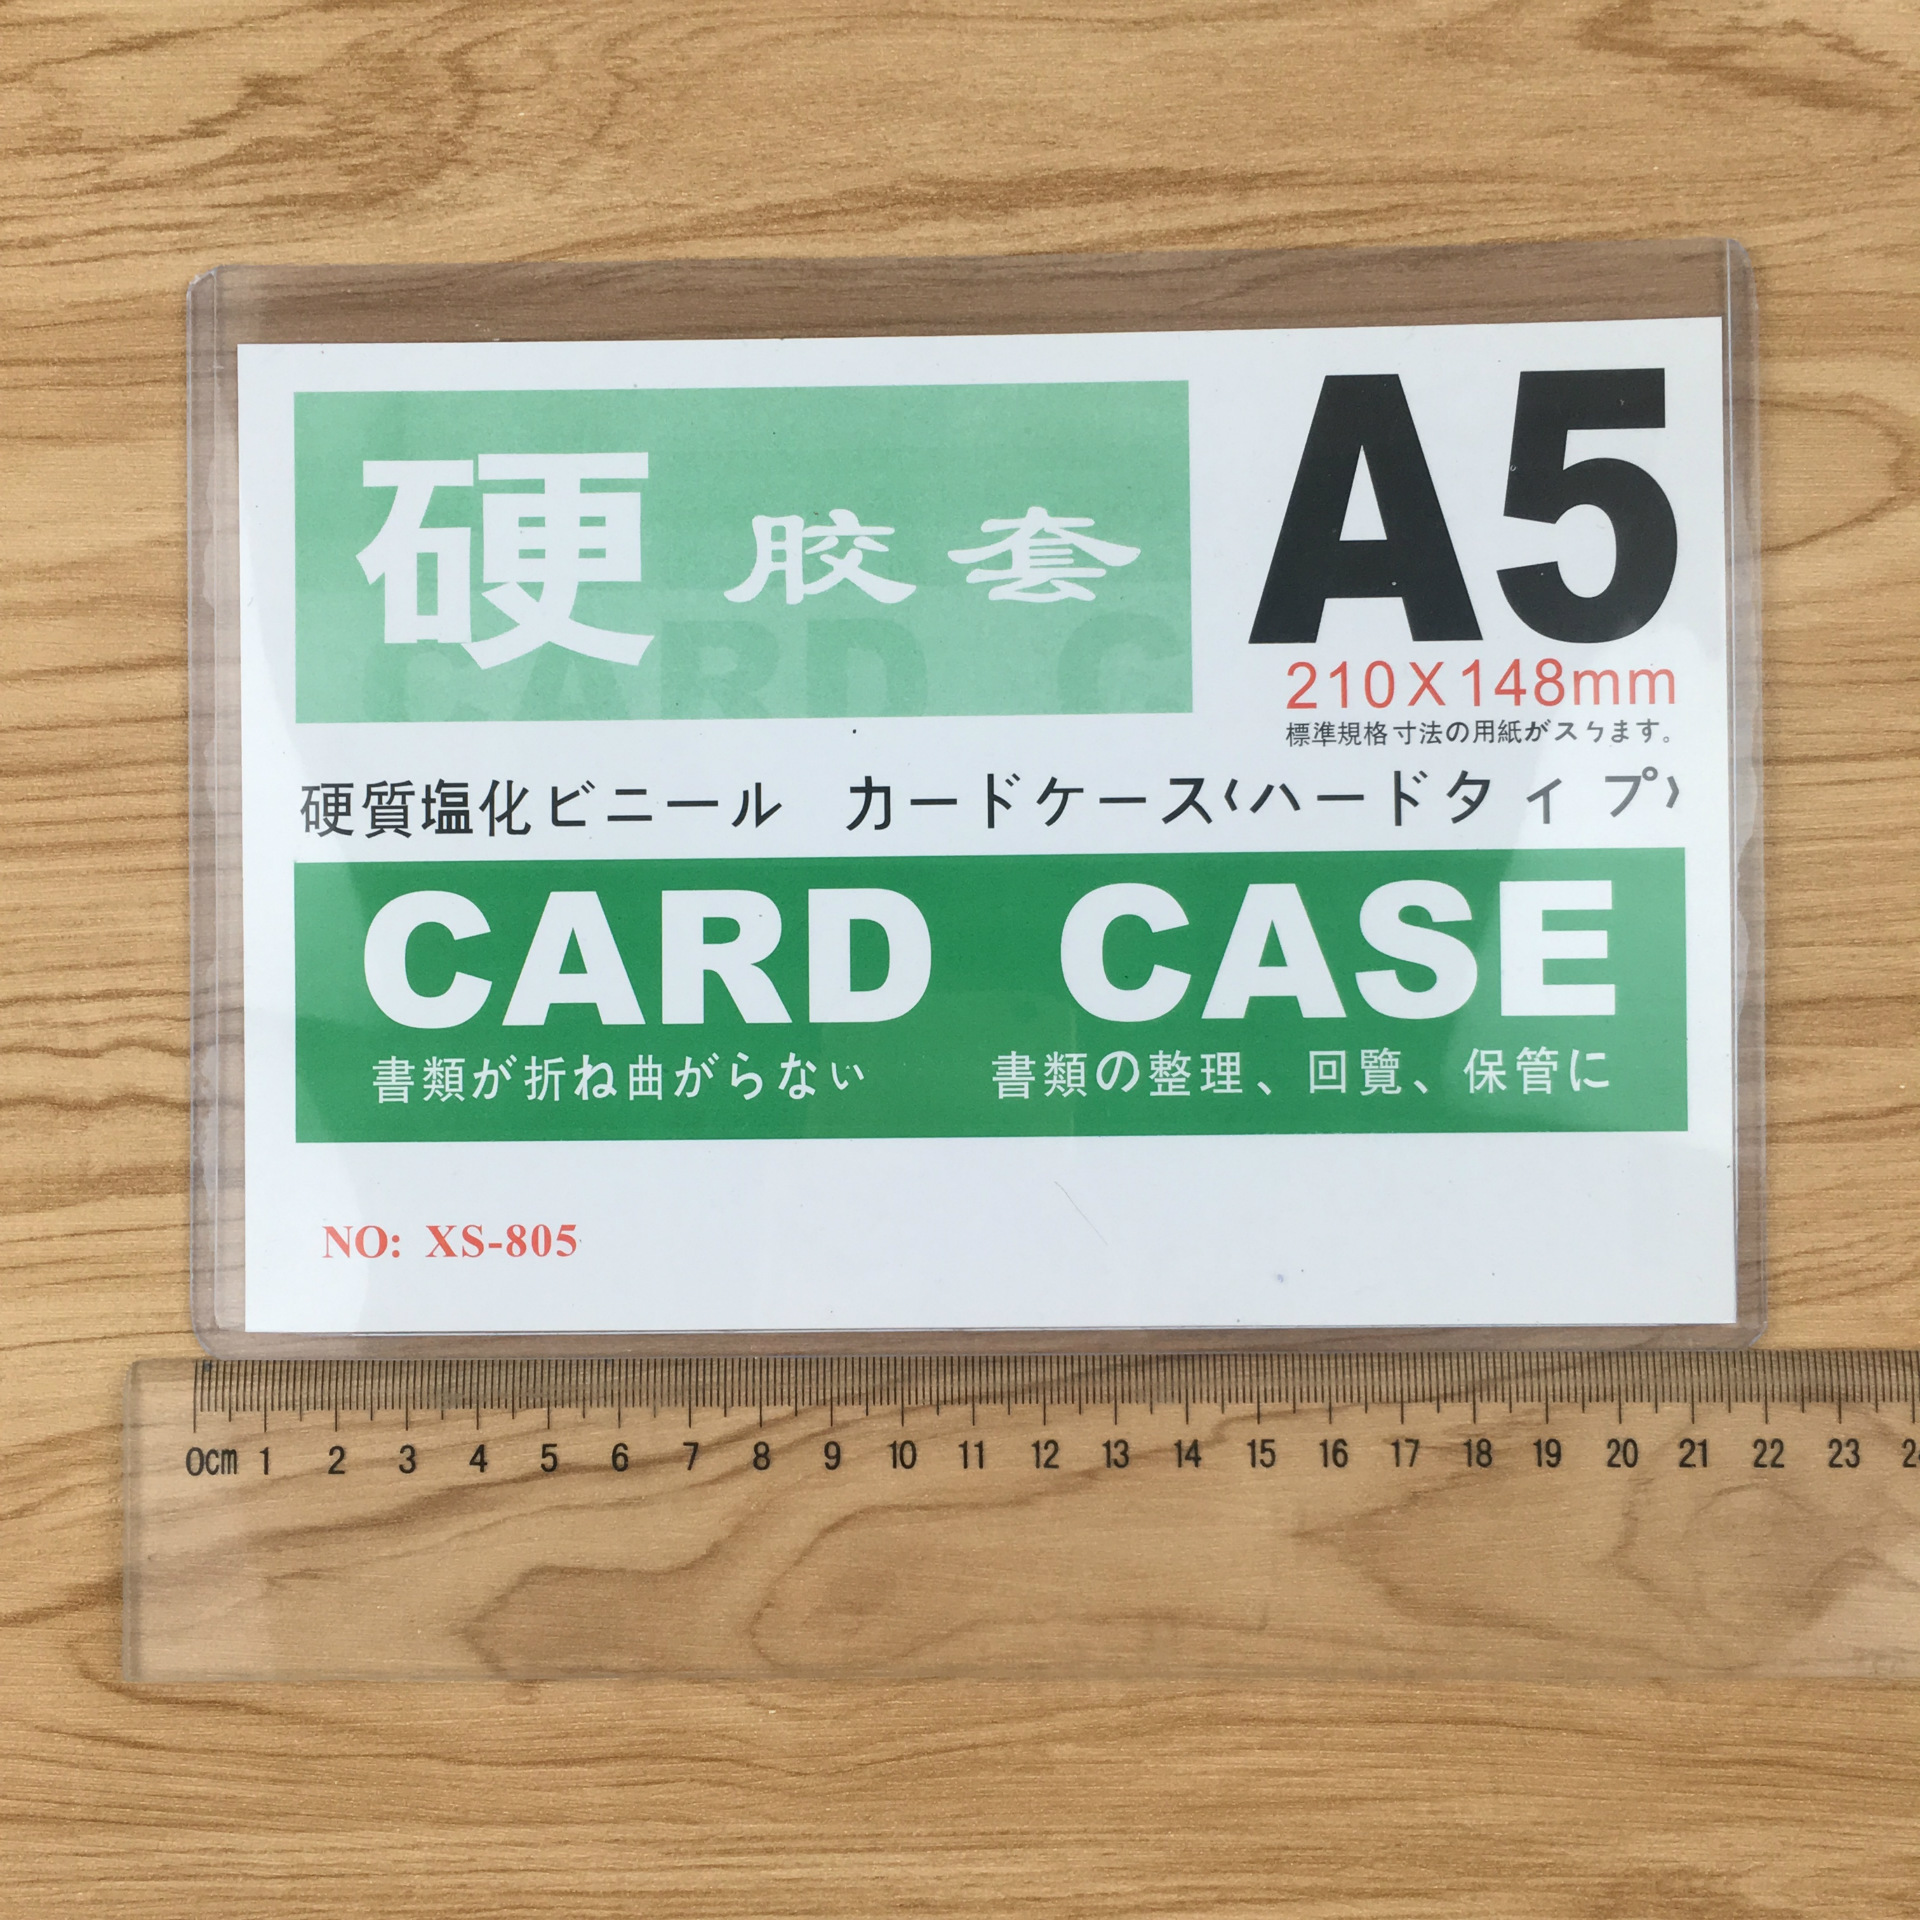 硬胶套
A5
210X148mm
標準規格寸法の用紙がスㄅます。
硬質塩化ビニール カードケース〈ハードタイプ〉
CARD CASE
書類が折ね曲がらない 書類の整理、回覽、保管に
NO: XS-805
0cm 1 2 3 4 5 6 7 8 9 10 11 12 13 14 15 16 17 18 19 20 21 22 23